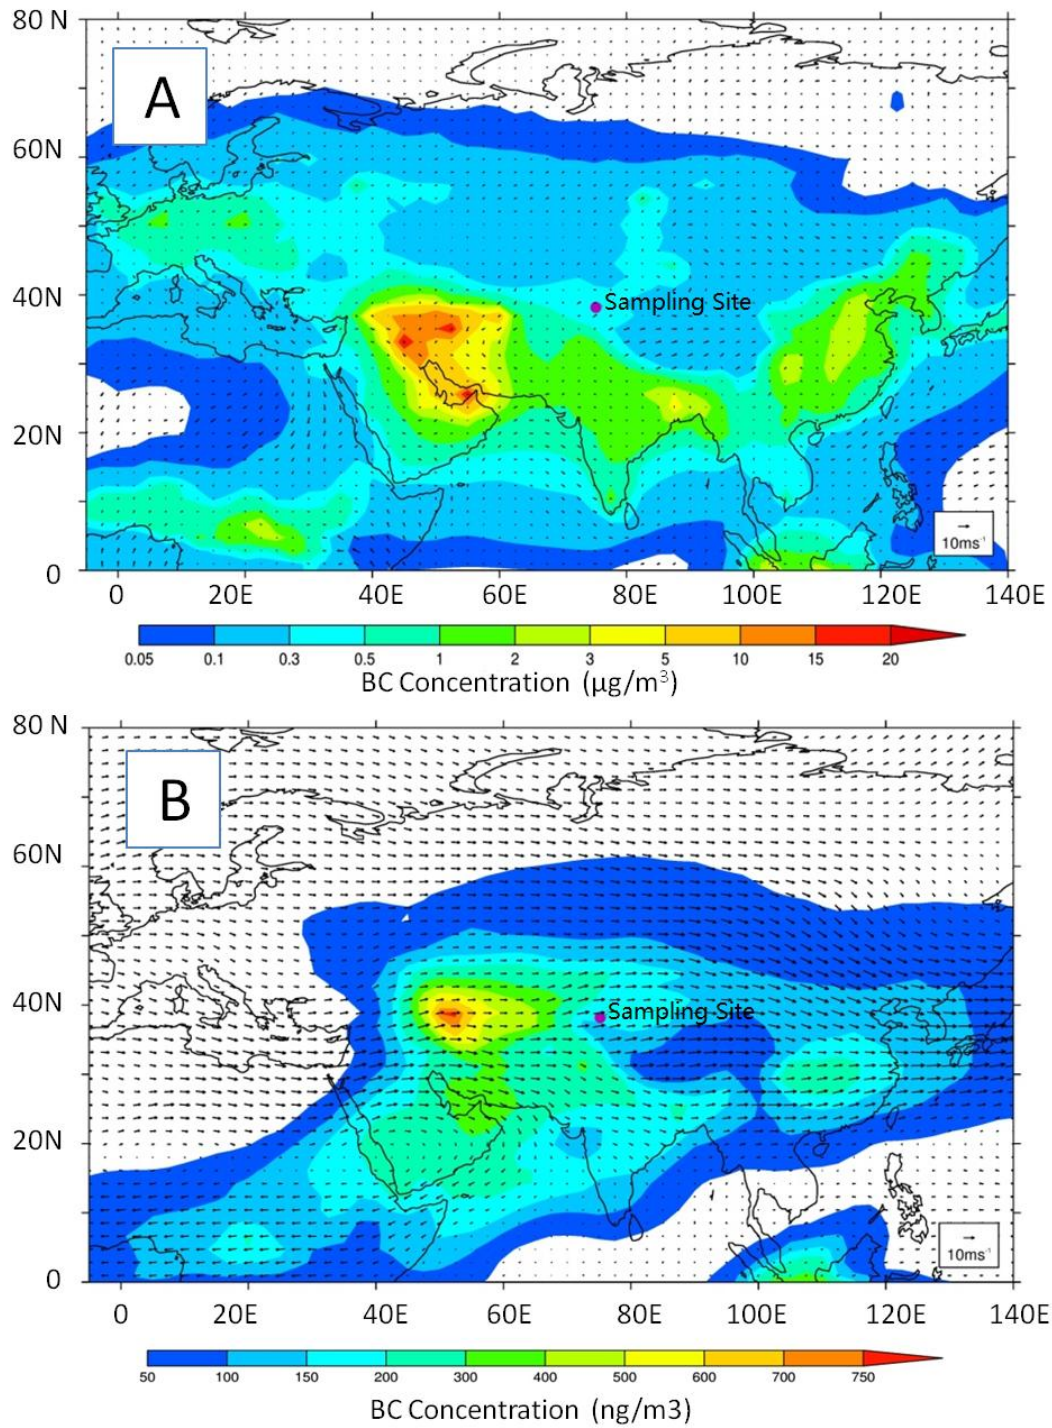 80 N
A
60N
40N
Sampling Site
20N
10ms⁻¹
0
0 20E 40E 60E 80E 100E 120E 140E
0.05 0.1 0.3 0.5 1 2 3 5 10 15 20
BC Concentration (µg/m³)
80 N
B
60N
40N
Sampling Site
20N
10ms⁻¹
0
0 20E 40E 60E 80E 100E 120E 140E
50 100 150 200 300 400 500 600 700 750
BC Concentration (ng/m3)